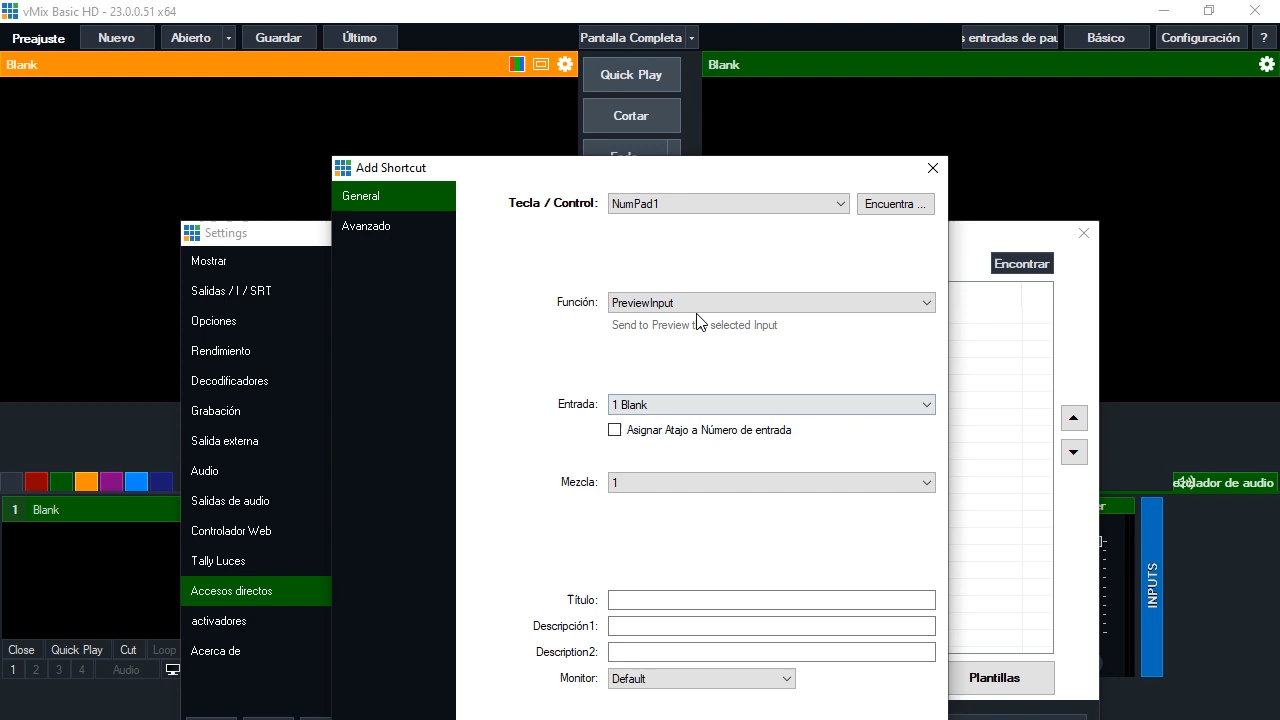 vMix Basic HD - 23.0.0.51 x64
Preajuste Nuevo Abierto Guardar Último Pantalla Completa entradas de Básico Configuración ?
Blank
Blank
Quick Play
Cortar
Add Shortcut
General
Avanzado
Tecla / Control: NumPad1 Encuentra ...
Función: PreviewInput
Send to Preview selected Input
Entrada: 1 Blank
Asignar Atajo a Número de entrada
Mezcla: 1
Título:
Descripción1:
Description2:
Monitor: Default
Settings
Encontrar
Mostrar
Salidas / I / SRT
Opciones
Rendimiento
Decodificadores
Grabación
Salida externa
Audio
Salidas de audio
Controlador Web
Tally Luces
Accesos directos
activadores
Acerca de
Plantillas
1 Blank
Close Quick Play Cut Loop
1 2 3 4 Audio
de audio
INPUTS